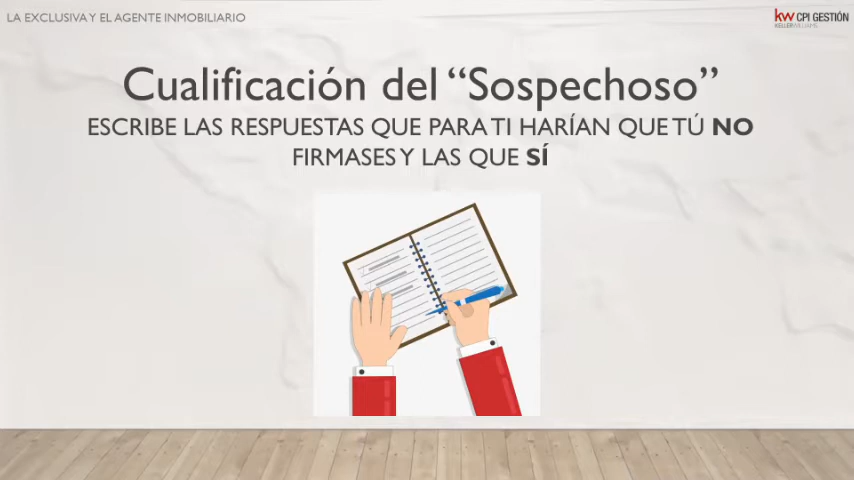 LA EXCLUSIVA Y EL AGENTE INMOBILIARIO
kw CPI GESTIÓN
KELLERWILLIAMS
Cualificación del “Sospechoso”
ESCRIBE LAS RESPUESTAS QUE PARA TI HARÍAN QUE TÚ NO
FIRMASES Y LAS QUE SÍ